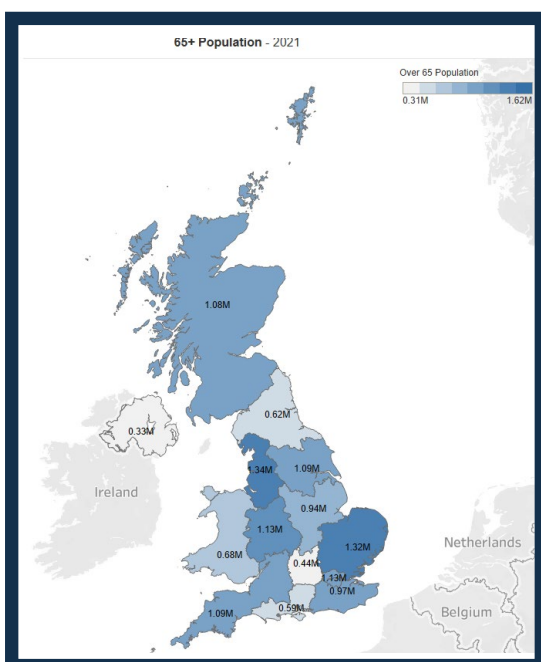 65+ Population - 2021
Over 65 Population
0.31M 1.62M
1.08M
0.62M
0.33M
1.34M
1.09M
Ireland
0.94M
1.13M
1.32M
Netherlands
0.68M
0.44M
1.13M
0.97M
0.59M
1.09M
Belgium